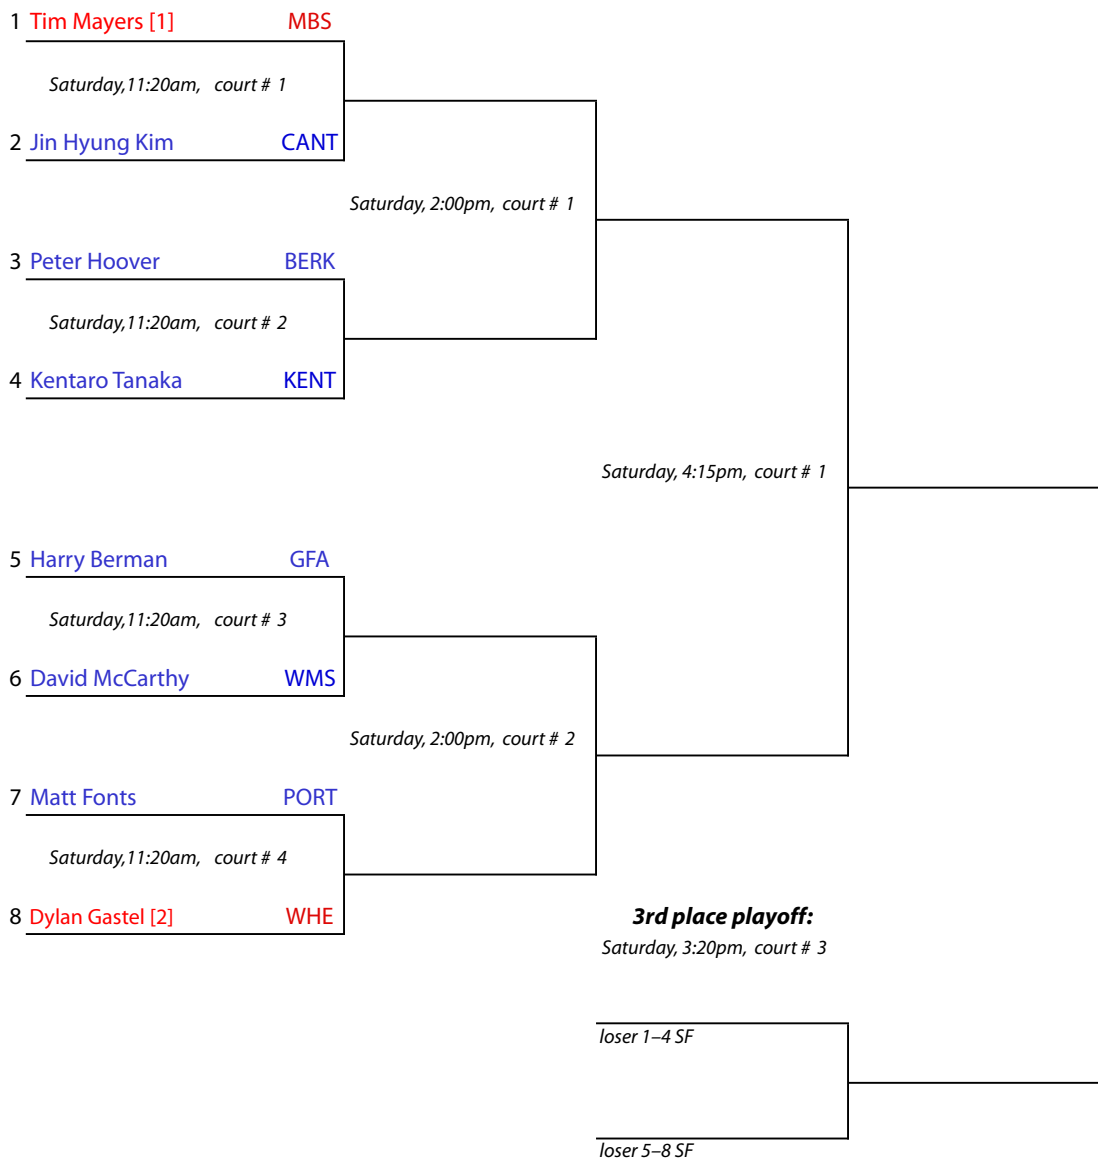 1 Tim Mayers [1] MBS
Saturday,11:20am, court # 1
2 Jin Hyung Kim CANT
Saturday, 2:00pm, court # 1
3 Peter Hoover BERK
Saturday,11:20am, court # 2
4 Kentaro Tanaka KENT
Saturday, 4:15pm, court # 1
5 Harry Berman GFA
Saturday,11:20am, court # 3
6 David McCarthy WMS
Saturday, 2:00pm, court # 2
7 Matt Fonts PORT
Saturday,11:20am, court # 4
8 Dylan Gastel [2] WHE
3rd place playoff:
Saturday, 3:20pm, court # 3
loser 1–4 SF
loser 5–8 SF